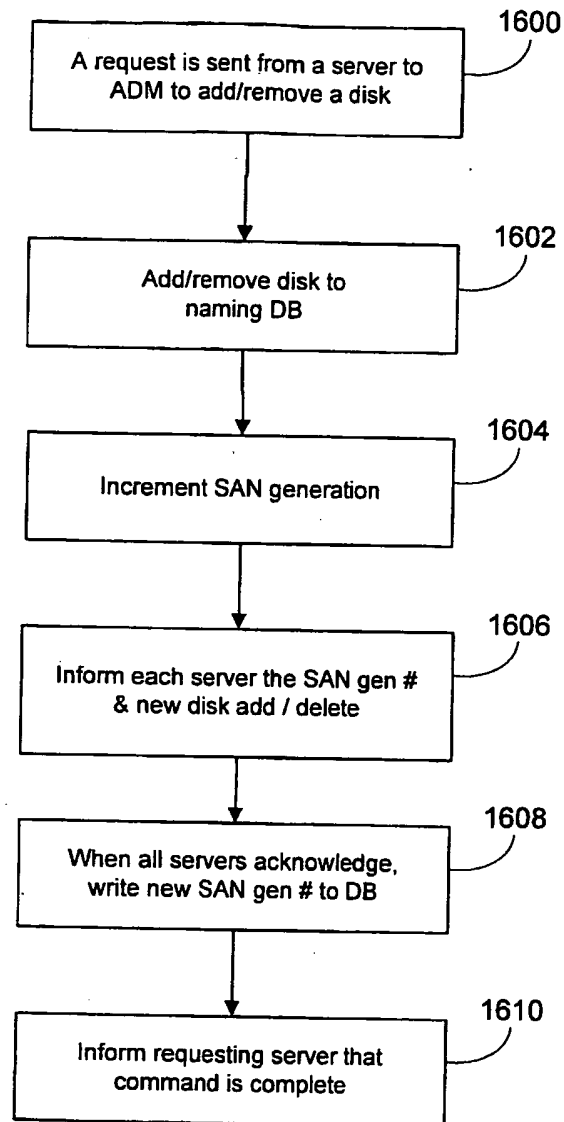 1600
A request is sent from a server to
ADM to add/remove a disk
1602
Add/remove disk to
naming DB
1604
Increment SAN generation
1606
Inform each server the SAN gen #
& new disk add / delete
1608
When all servers acknowledge,
write new SAN gen # to DB
1610
Inform requesting server that
command is complete